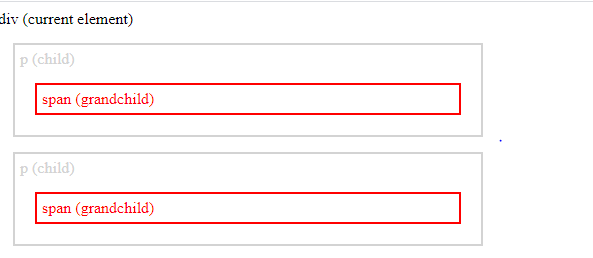 div (current element)
p (child)
span (grandchild)
p (child)
span (grandchild)